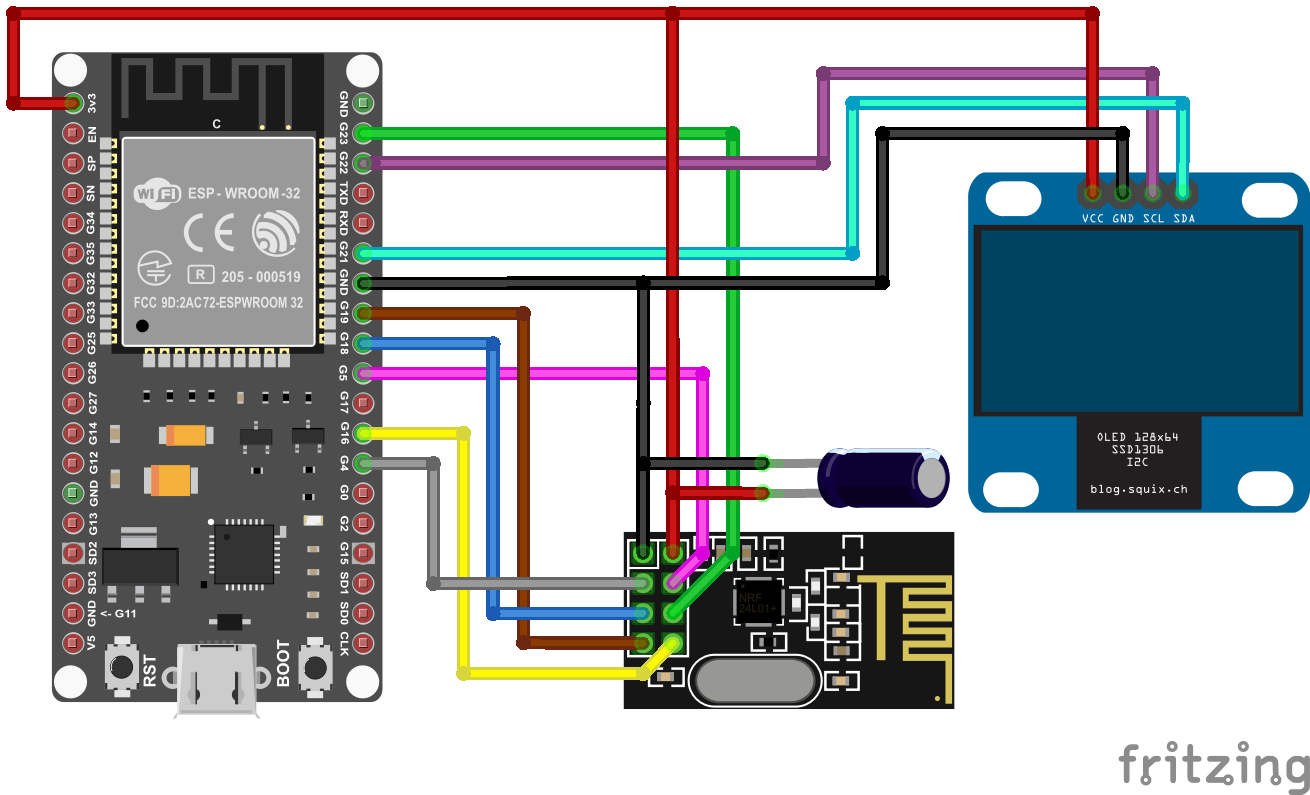 3v3
EN
SP
SN
G34
G35
G32
G33
G25
G26
G27
G14
G12
GND
G13
SD2
SD3
GND
<- G11
V5
GND
G23
G22
TXD
RXD
G21
GND
G19
G18
G5
G17
G16
G4
G0
G2
G15
SD1
SD0
CLK
C
WiFi ESP - WROOM -32
CE
R 205 - 000519
FCC 9D:2AC72-ESPWROOM 32
RST
BOOT
VCC GND SCL SDA
OLED 128x64
SSD1306
I2C
blog.squix.ch
NRF
24L01+
fritzing